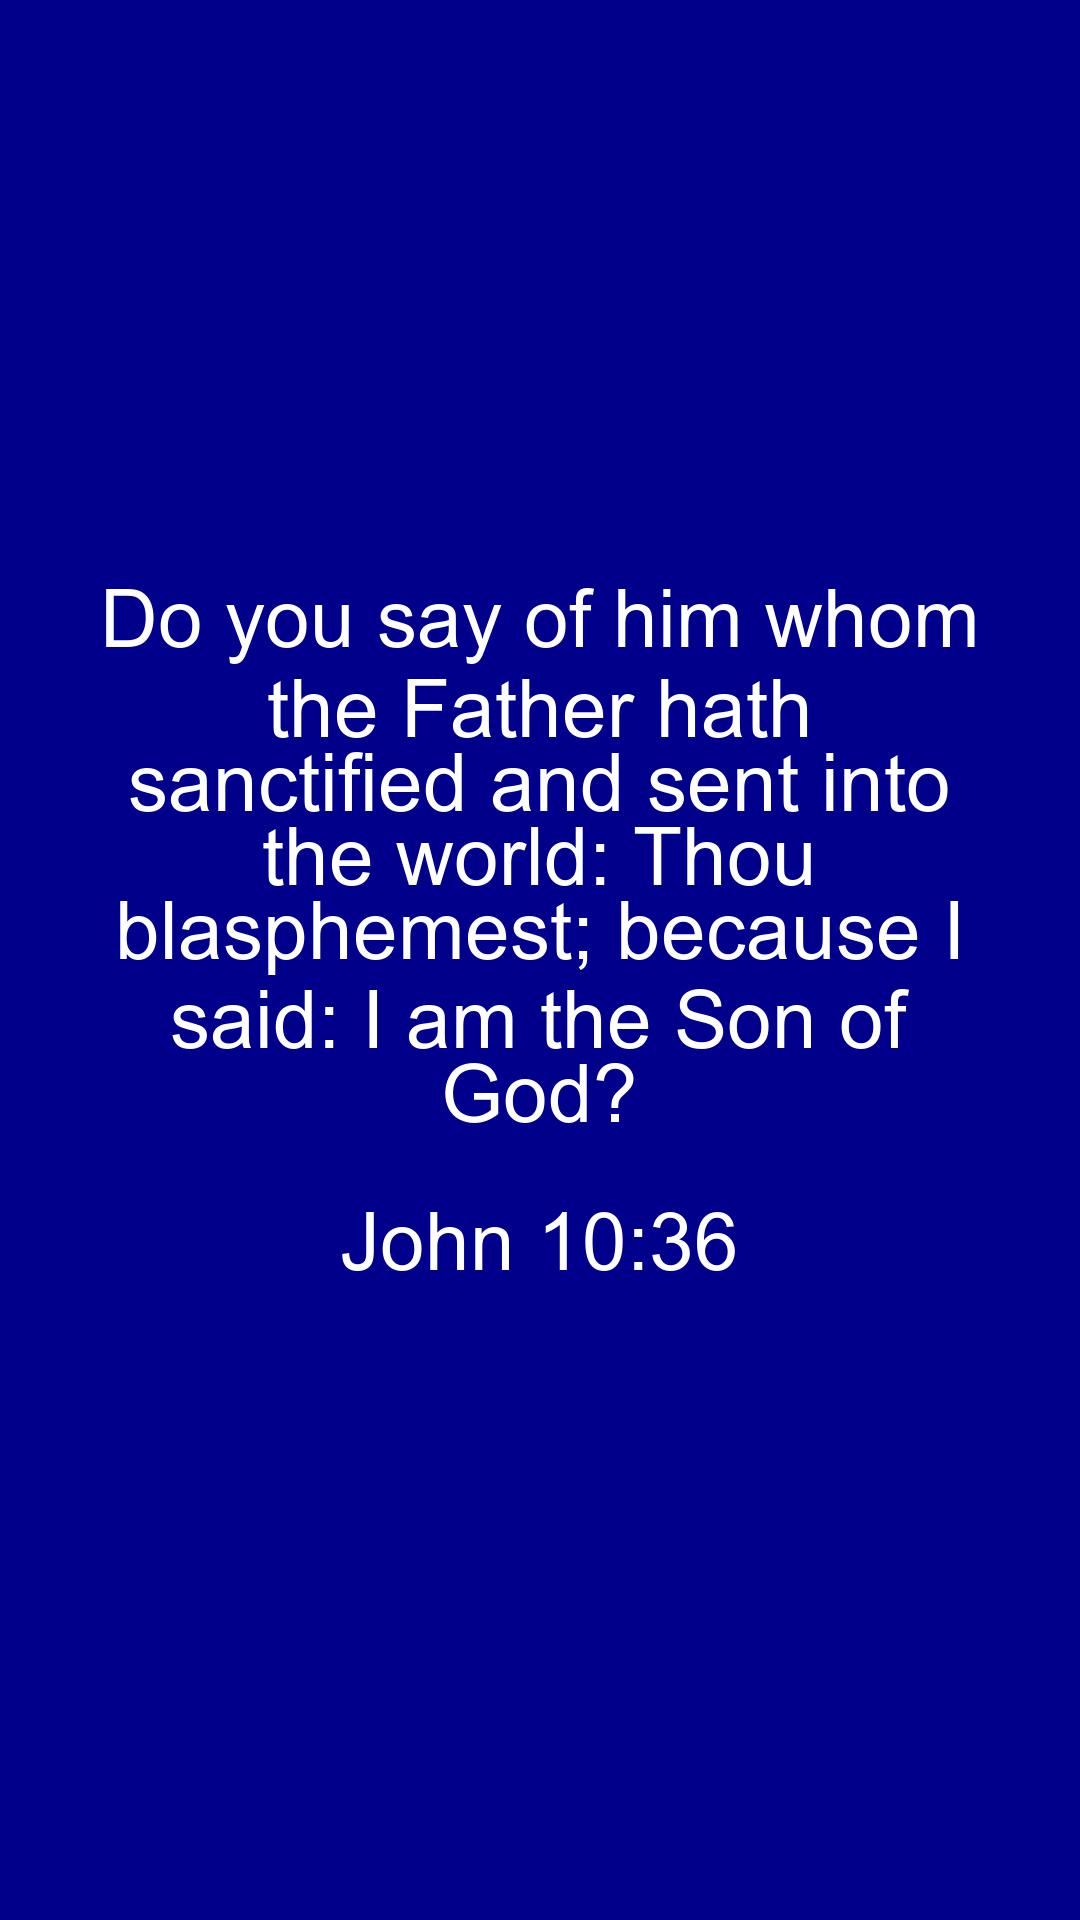 Do you say of him whom
the Father hath
sanctified and sent into
the world: Thou
blasphemest; because I
said: I am the Son of
God?
John 10:36